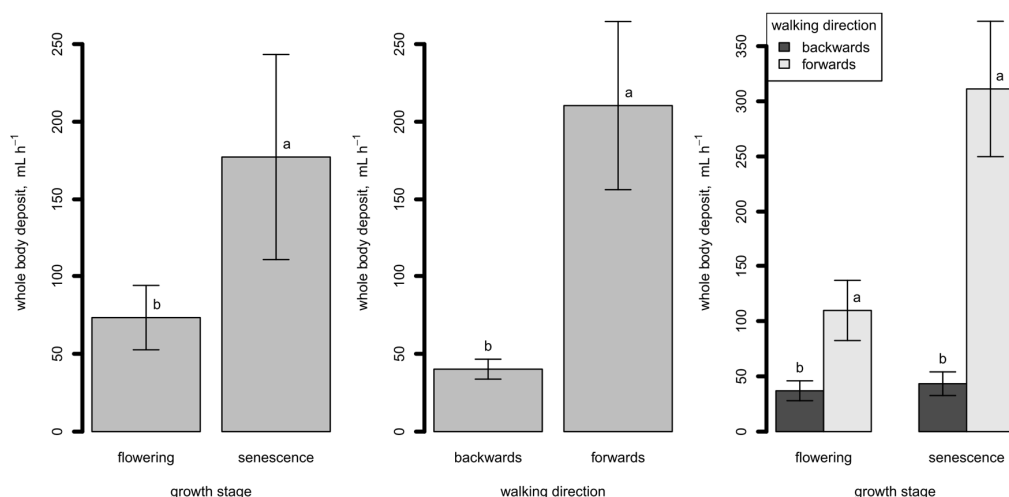 whole body deposit, mL h⁻¹
0
50
100
150
200
250
b
a
flowering
senescence
growth stage
whole body deposit, mL h⁻¹
0
50
100
150
200
250
b
a
backwards
forwards
walking direction
whole body deposit, mL h⁻¹
0
50
100
150
200
250
300
350
walking direction
backwards
forwards
b
a
b
a
flowering
senescence
growth stage